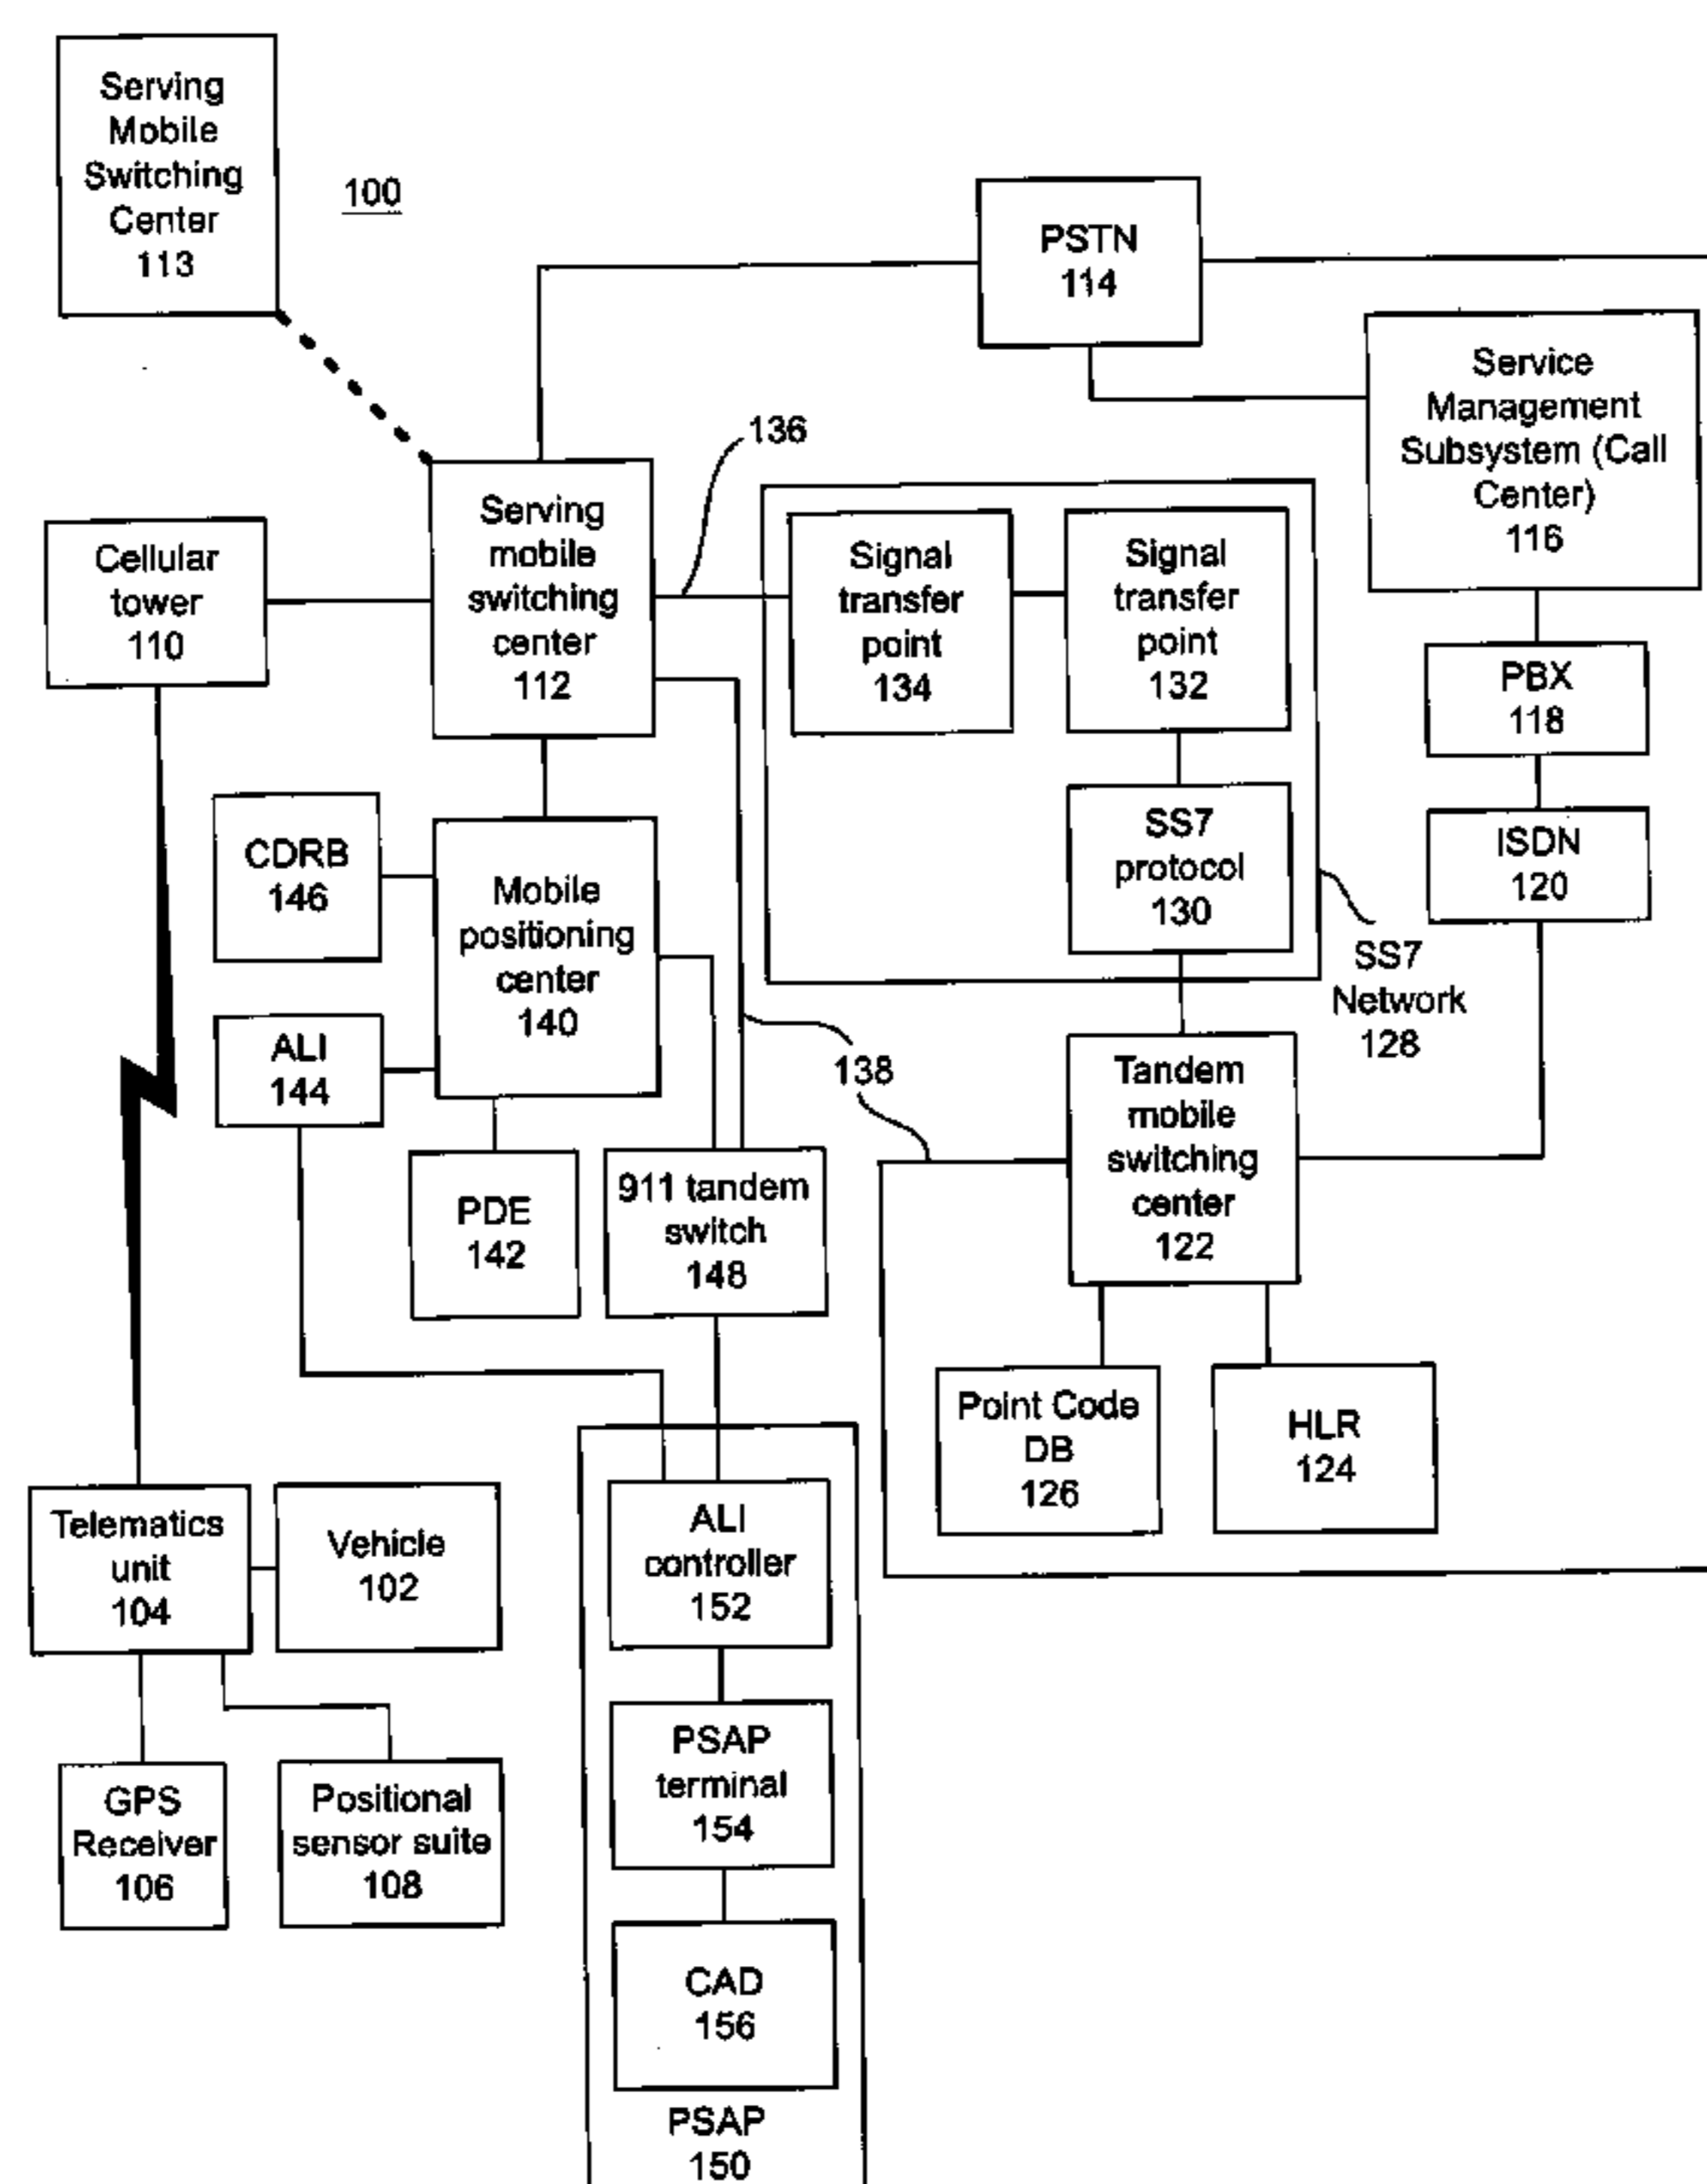 Serving
Mobile
Switching
Center
113
100
PSTN
114
Service
Management
Subsystem (Call
Center)
116
136
Serving
mobile
switching
center
112
Cellular
tower
110
Signal
transfer
point
134
Signal
transfer
point
132
PBX
118
SS7
protocol
130
ISDN
120
CDRB
146
Mobile
positioning
center
140
SS7
Network
128
ALI
144
138
Tandem
mobile
switching
center
122
PDE
142
911 tandem
switch
148
Point Code
DB
126
HLR
124
Telematics
unit
104
Vehicle
102
ALI
controller
152
PSAP
terminal
154
GPS
Receiver
106
Positional
sensor suite
108
CAD
156
PSAP
150